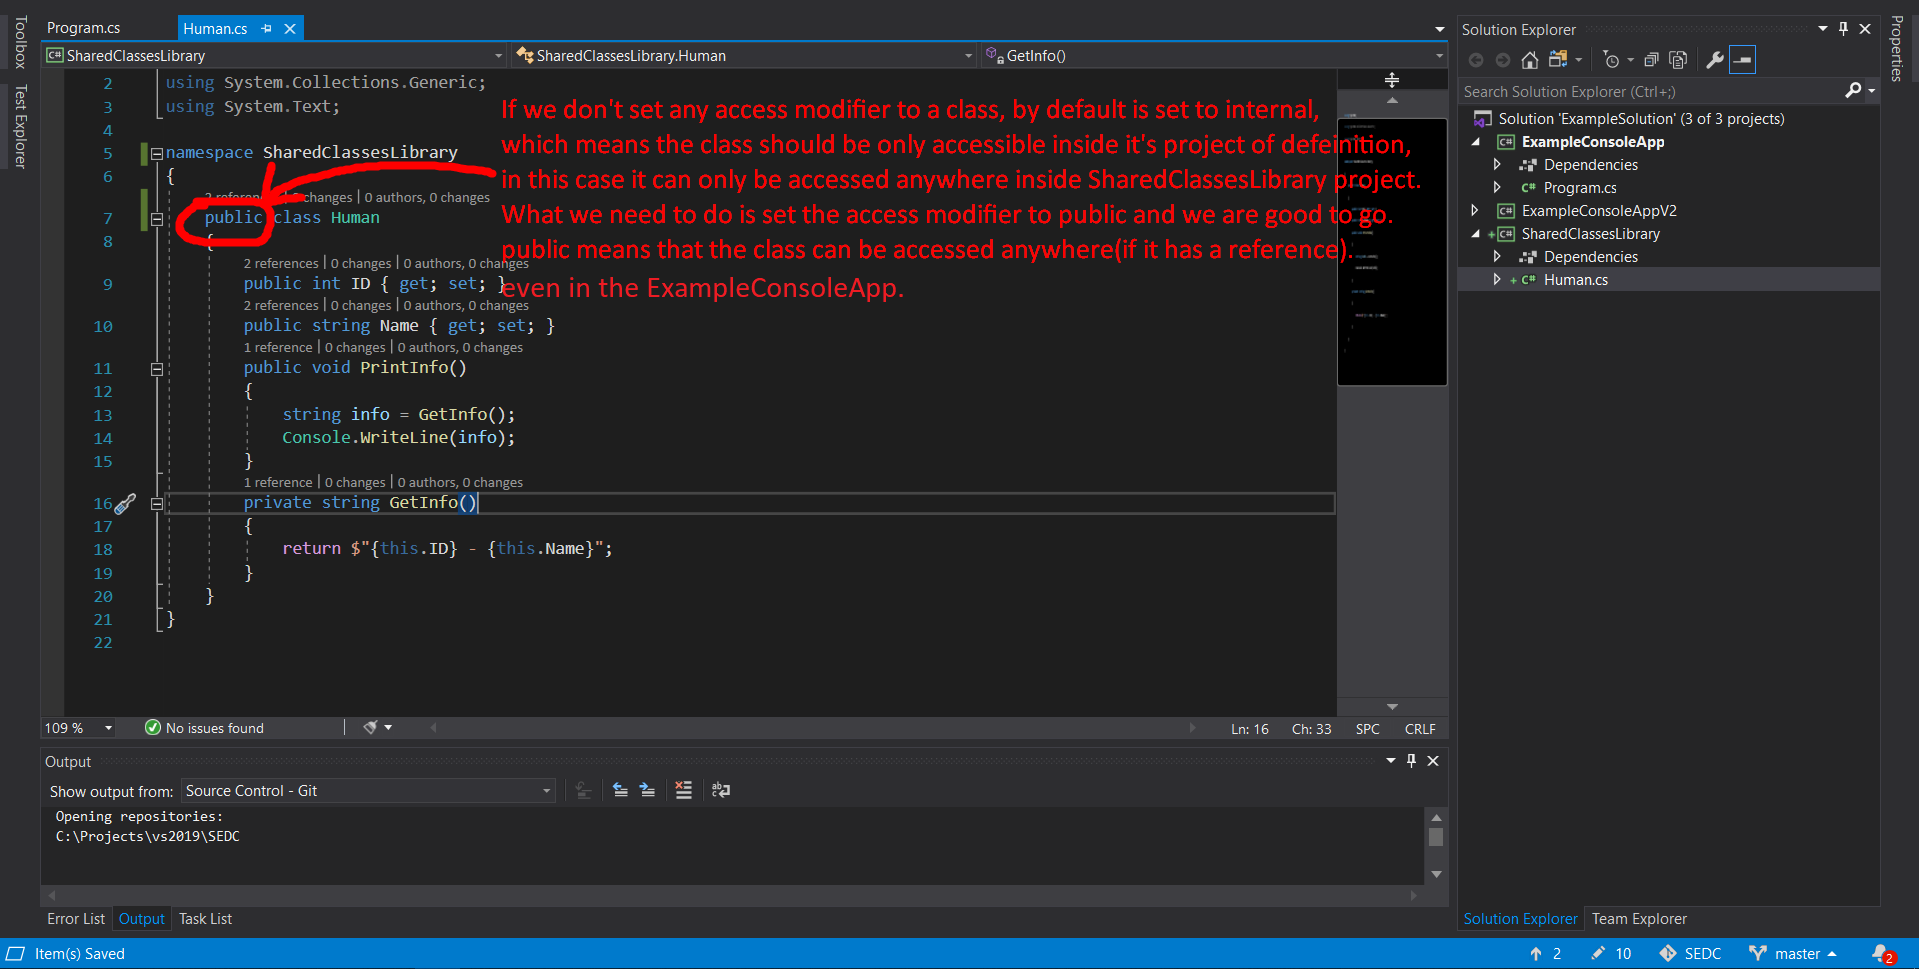 Toolbox
Test Explorer
Program.cs
Human.cs
SharedClassesLibrary
SharedClassesLibrary.Human
GetInfo()
2 using System.Collections.Generic;
3 using System.Text;
4
5 namespace SharedClassesLibrary
6 {
changes | 0 authors, 0 changes
7 public class Human
8 {
2 references | 0 changes | 0 authors, 0 changes
9 public int ID { get; set; }
2 references | 0 changes | 0 authors, 0 changes
10 public string Name { get; set; }
1 reference | 0 changes | 0 authors, 0 changes
11 public void PrintInfo()
12 {
13 string info = GetInfo();
14 Console.WriteLine(info);
15 }
1 reference | 0 changes | 0 authors, 0 changes
16 private string GetInfo()
17 {
18 return $"{this.ID} - {this.Name}";
19 }
20 }
21 }
22
If we don't set any access modifier to a class, by default is set to internal,
which means the class should be only accessible inside it's project of defeinition,
in this case it can only be accessed anywhere inside SharedClassesLibrary project.
What we need to do is set the access modifier to public and we are good to go.
public means that the class can be accessed anywhere(if it has a reference).
even in the ExampleConsoleApp.
109 %
No issues found
Ln: 16 Ch: 33 SPC CRLF
Output
Show output from: Source Control - Git
Opening repositories:
C:\Projects\vs2019\SEDC
Error List Output Task List
Solution Explorer
Search Solution Explorer (Ctrl+;)
Solution 'ExampleSolution' (3 of 3 projects)
C# ExampleConsoleApp
Dependencies
C# Program.cs
C# ExampleConsoleAppV2
C# SharedClassesLibrary
Dependencies
C# Human.cs
Solution Explorer Team Explorer
Properties
Item(s) Saved
2 10 SEDC master 2